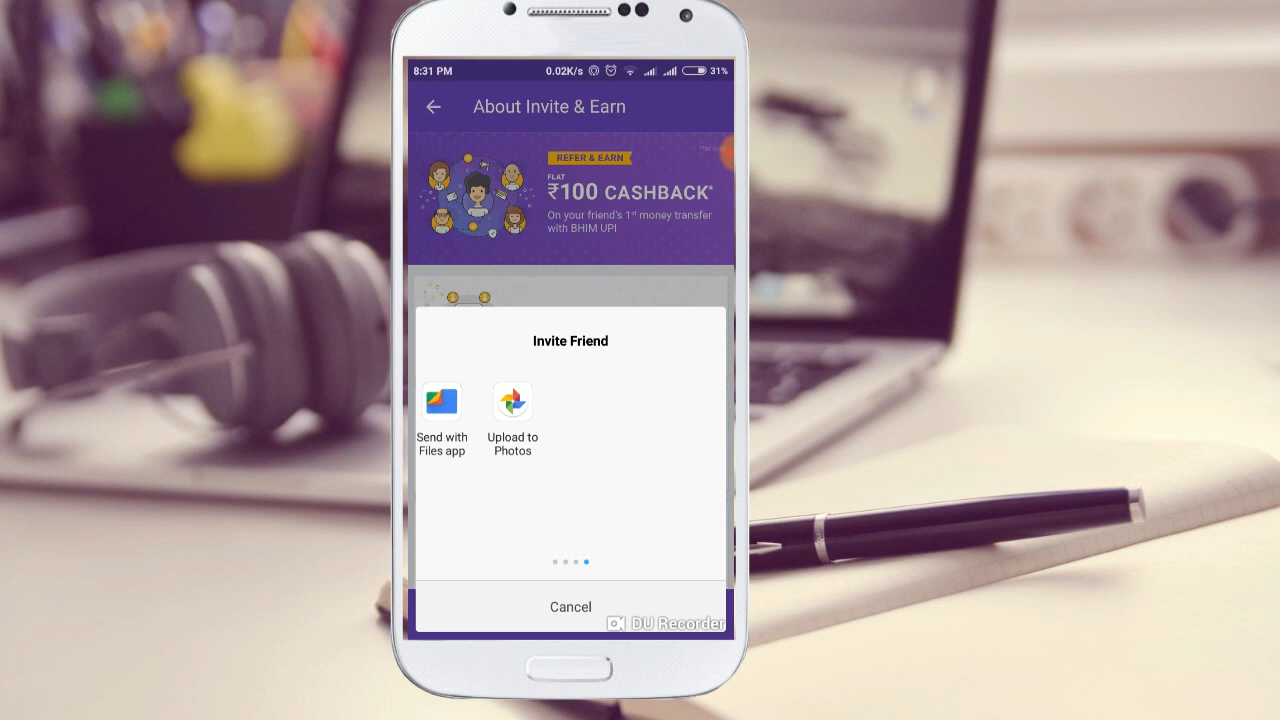 8:31 PM 0.02K/s 31%
About Invite & Earn
REFER & EARN
FLAT
₹100 CASHBACK*
On your friend's 1st money transfer
with BHIM UPI
Invite Friend
Send with
Files app
Upload to
Photos
Cancel
DU Recorder